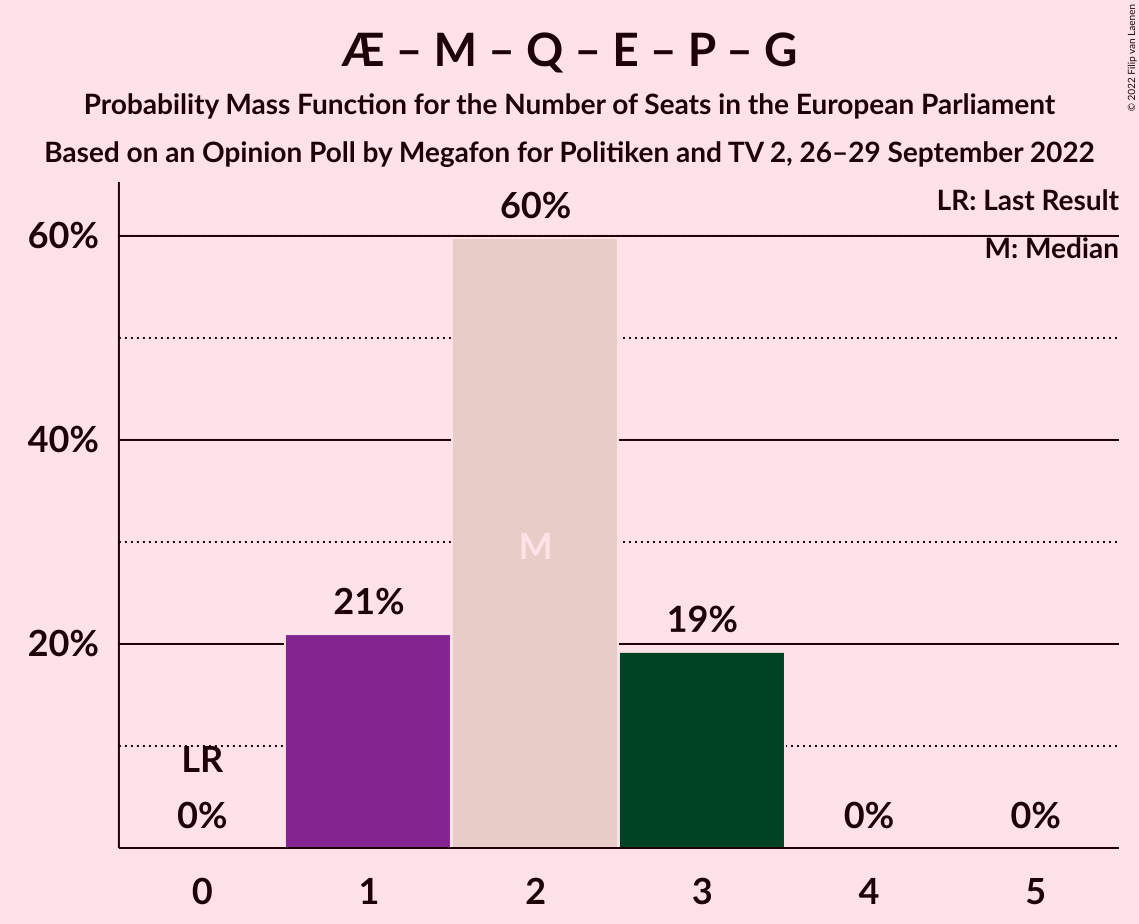 Æ – M – Q – E – P – G
Probability Mass Function for the Number of Seats in the European Parliament
Based on an Opinion Poll by Megafon for Politiken and TV 2, 26–29 September 2022
© 2022 Filip van Laenen
LR: Last Result
M: Median
60%
40%
20%
LR
0%
21%
60%
M
19%
0%
0%
0
1
2
3
4
5